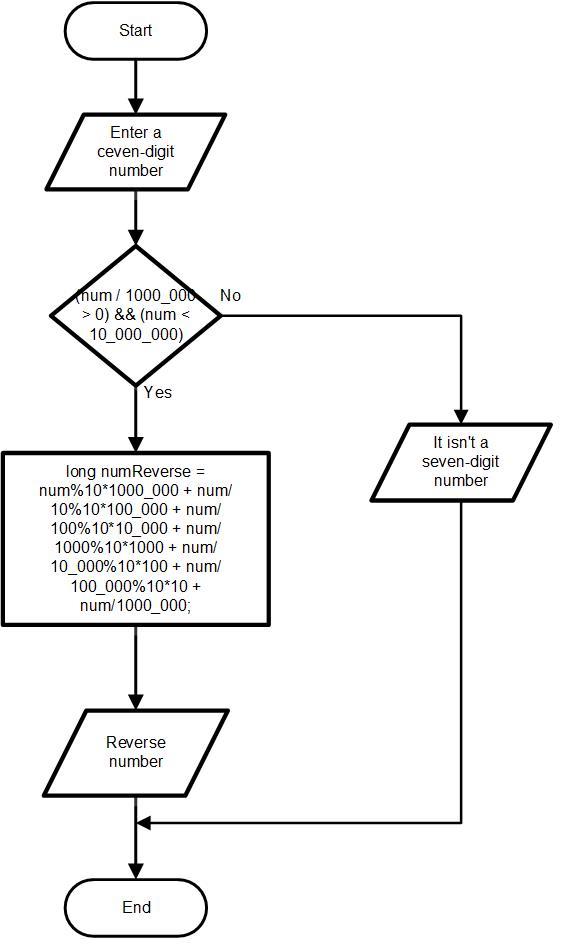 Start
Enter a
ceven-digit
number
(num / 1000_000
> 0) && (num <
10_000_000)
No
Yes
It isn't a
seven-digit
number
long numReverse =
num%10*1000_000 + num/
10%10*100_000 + num/
100%10*10_000 + num/
1000%10*1000 + num/
10_000%10*100 + num/
100_000%10*10 +
num/1000_000;
Reverse
number
End